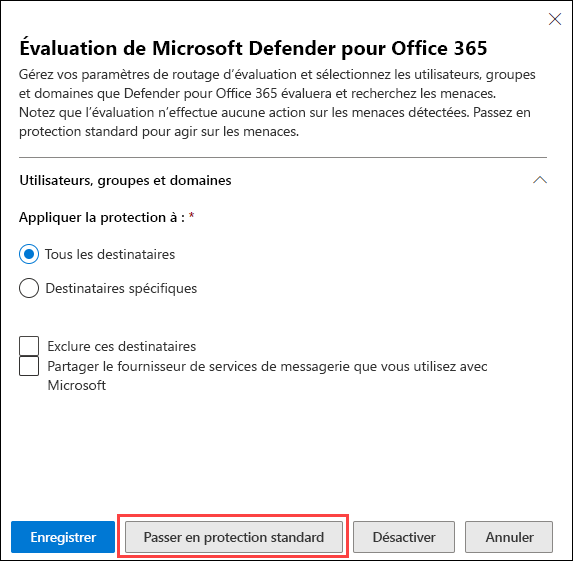 Évaluation de Microsoft Defender pour Office 365
Gérez vos paramètres de routage d’évaluation et sélectionnez les utilisateurs, groupes
et domaines que Defender pour Office 365 évaluera et recherchez les menaces.
Notez que l’évaluation n’effectue aucune action sur les menaces détectées. Passez en
protection standard pour agir sur les menaces.
Utilisateurs, groupes et domaines
Appliquer la protection à : *
Tous les destinataires
Destinataires spécifiques
Exclure ces destinataires
Partager le fournisseur de services de messagerie que vous utilisez avec
Microsoft
Enregistrer
Passer en protection standard
Désactiver
Annuler